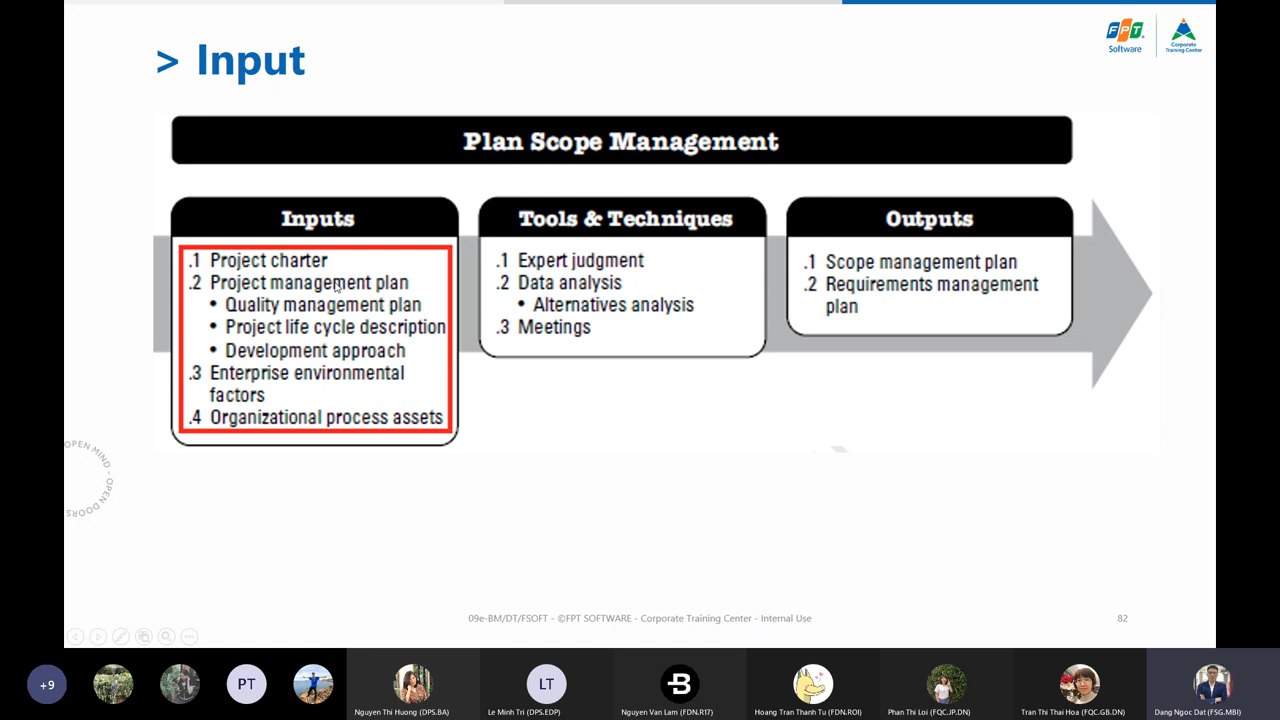 > Input
FPT
Software
Corporate
Training Center
Plan Scope Management
Inputs
.1 Project charter
.2 Project management plan
• Quality management plan
• Project life cycle description
• Development approach
.3 Enterprise environmental
factors
.4 Organizational process assets
Tools & Techniques
.1 Expert judgment
.2 Data analysis
• Alternatives analysis
.3 Meetings
Outputs
.1 Scope management plan
.2 Requirements management
plan
OPEN MIND - OPEN DOORS
09e-BM/DT/FSOFT - ©FPT SOFTWARE - Corporate Training Center - Internal Use
82
+9
PT
Nguyen Thi Huong (DPS.BA)
LT
Le Minh Tri (DPS.EDP)
B
Nguyen Van Lam (FDN.R17)
Hoang Tran Thanh Tu (FDN.ROI)
Phan Thi Loi (FQC.JP.DN)
Tran Thi Thai Hoa (FQC.GB.DN)
Dang Ngoc Dat (FSG.MBI)